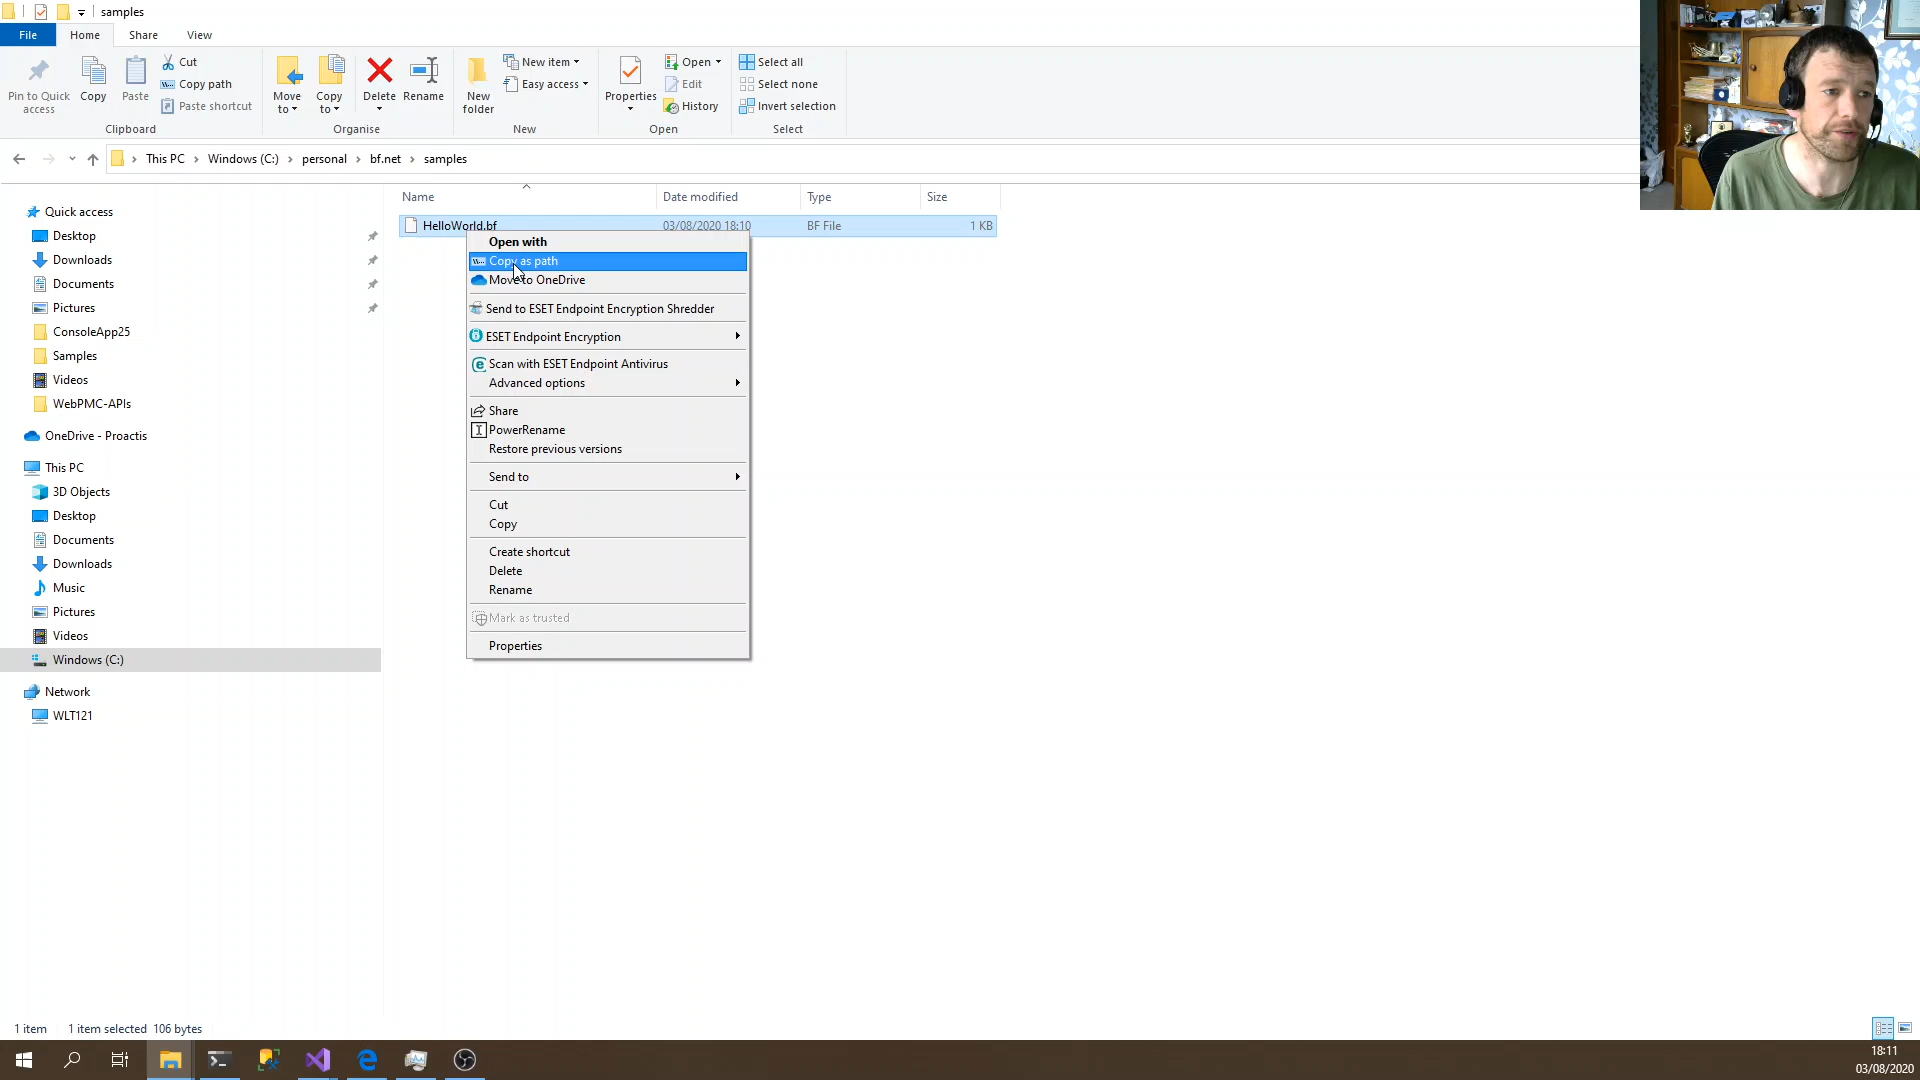 samples
File
Home
Share
View
Pin to Quick access
Copy
Paste
Cut
Copy path
Paste shortcut
Clipboard
Move to
Copy to
Delete
Rename
Organise
New folder
New item
Easy access
New
Properties
Open
Edit
History
Open
Select all
Select none
Invert selection
Select
This PC
Windows (C:)
personal
bf.net
samples
Name
Date modified
Type
Size
HelloWorld.bf
03/08/2020 18:10
BF File
1 KB
Quick access
Desktop
Downloads
Documents
Pictures
ConsoleApp25
Samples
Videos
WebPMC-APIs
OneDrive - Proactis
This PC
3D Objects
Desktop
Documents
Downloads
Music
Pictures
Videos
Windows (C:)
Network
WLT121
Open with
Copy as path
Move to OneDrive
Send to ESET Endpoint Encryption Shredder
ESET Endpoint Encryption
Scan with ESET Endpoint Antivirus
Advanced options
Share
PowerRename
Restore previous versions
Send to
Cut
Copy
Create shortcut
Delete
Rename
Mark as trusted
Properties
1 item
1 item selected 106 bytes
18:11
03/08/2020